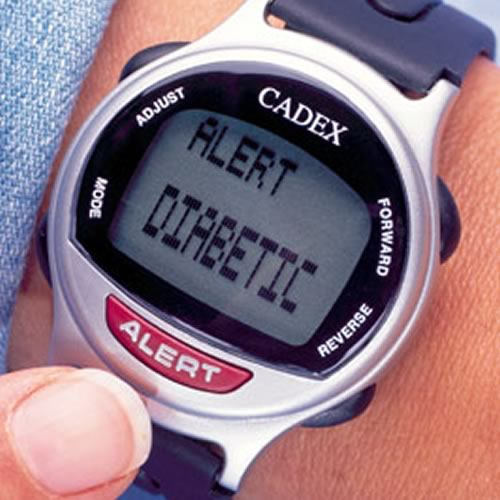 CADEX
ADJUST
MODE
FORWARD
REVERSE
ALERT
DIABETIC
ALERT